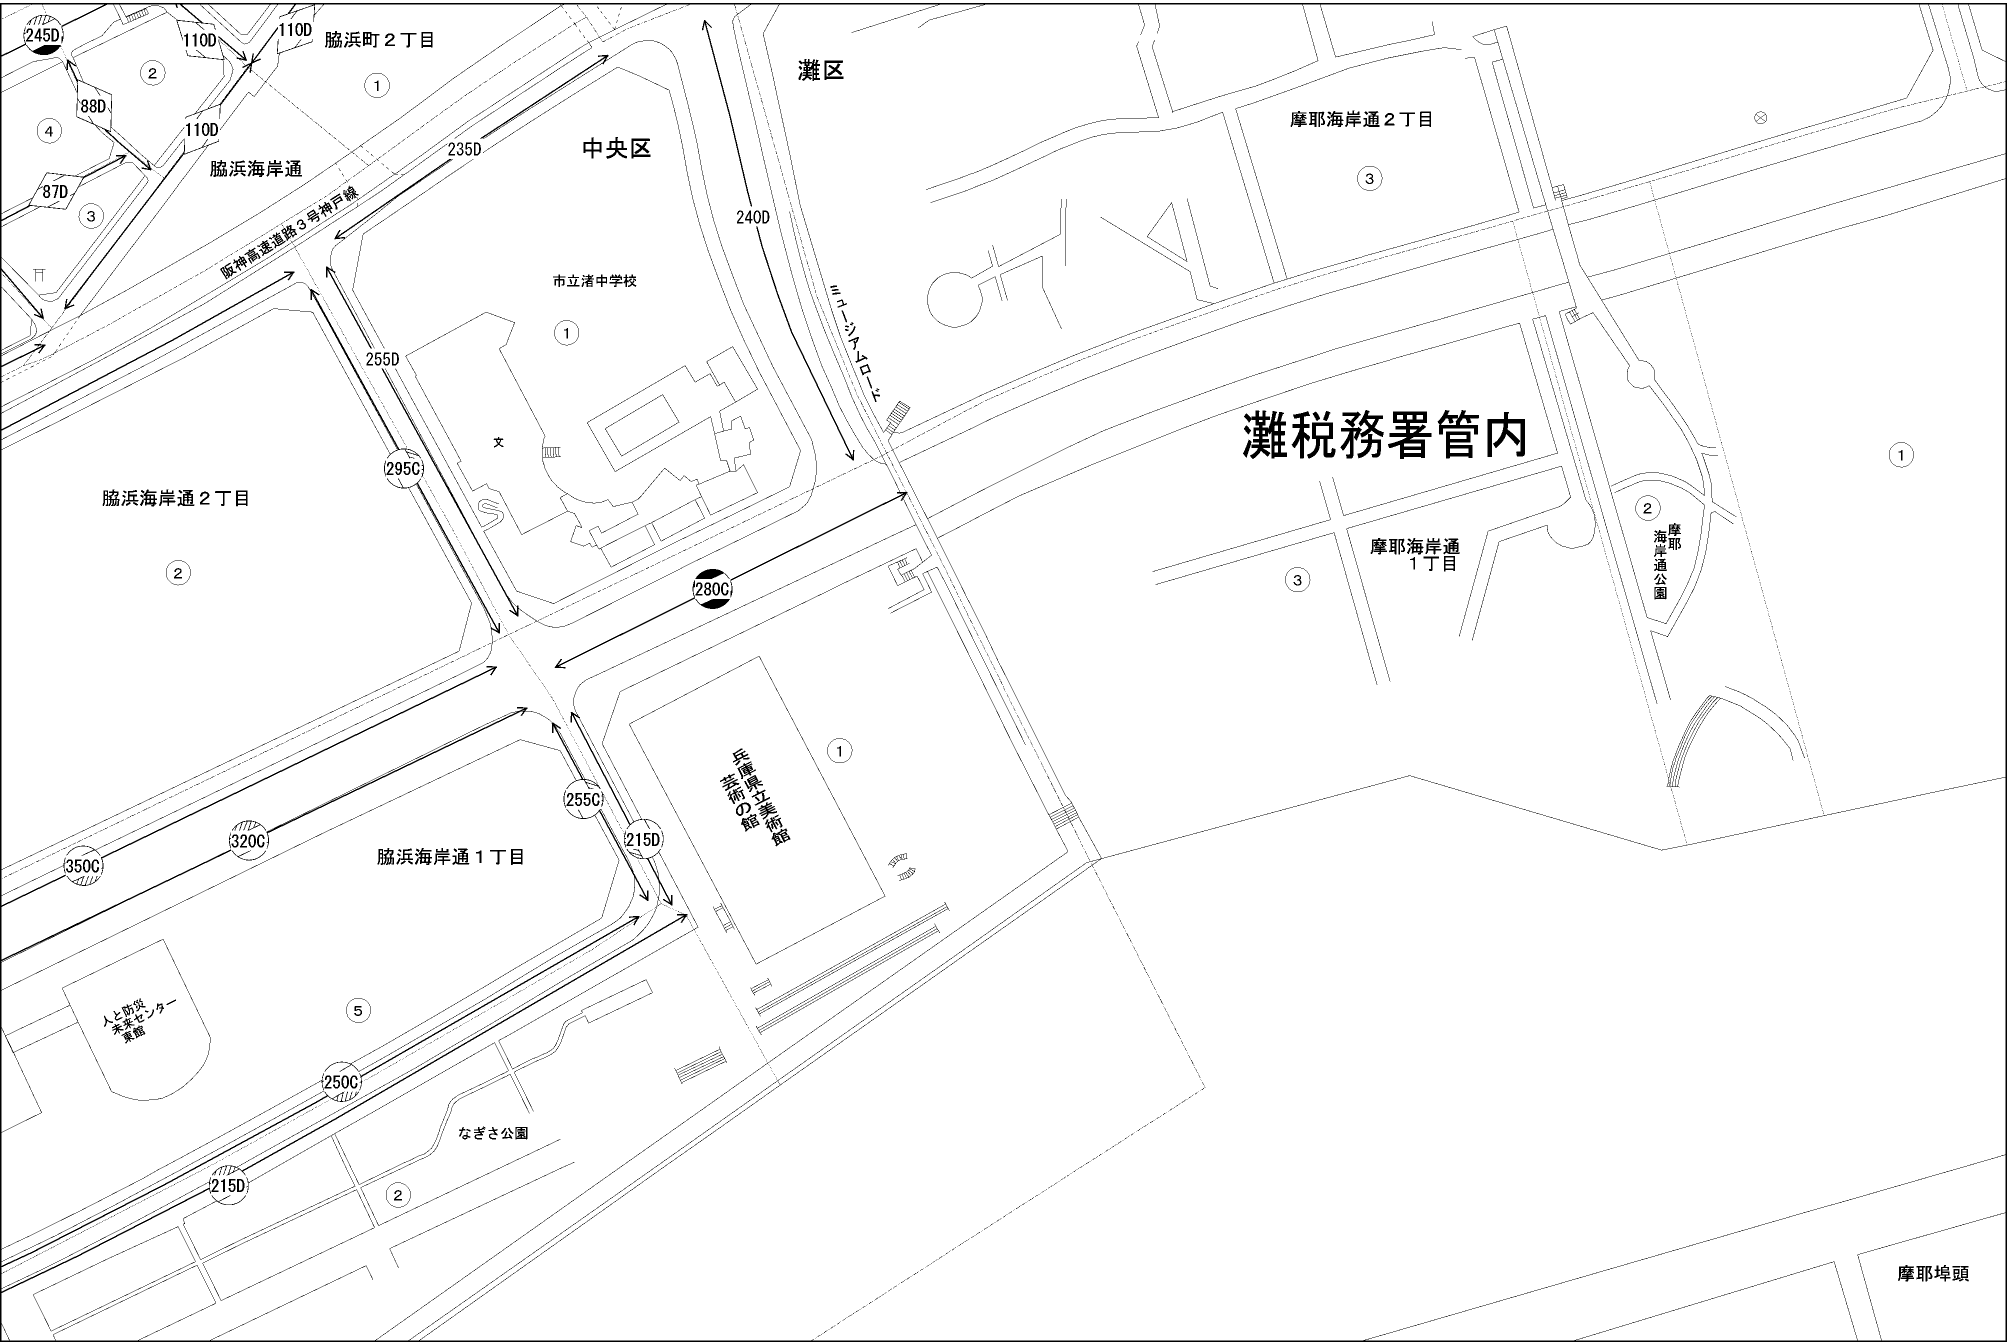 245D
110D
110D
脇浜町２丁目
②
①
灘区
88D
④
110D
235D
中央区
摩耶海岸通２丁目
脇浜海岸通
③
87D
③
240D
阪神高速道路３号神戸線
市立渚中学校
①
ミュージアムロード
255D
灘税務署管内
文
295C
①
脇浜海岸通２丁目
②
②
摩耶
海岸通公園
摩耶海岸通
１丁目
③
280C
①
兵庫県立美術館
芸術の館
255C
215D
320C
350C
脇浜海岸通１丁目
人と防災
未来センター
東館
⑤
250C
なぎさ公園
215D
②
摩耶埠頭